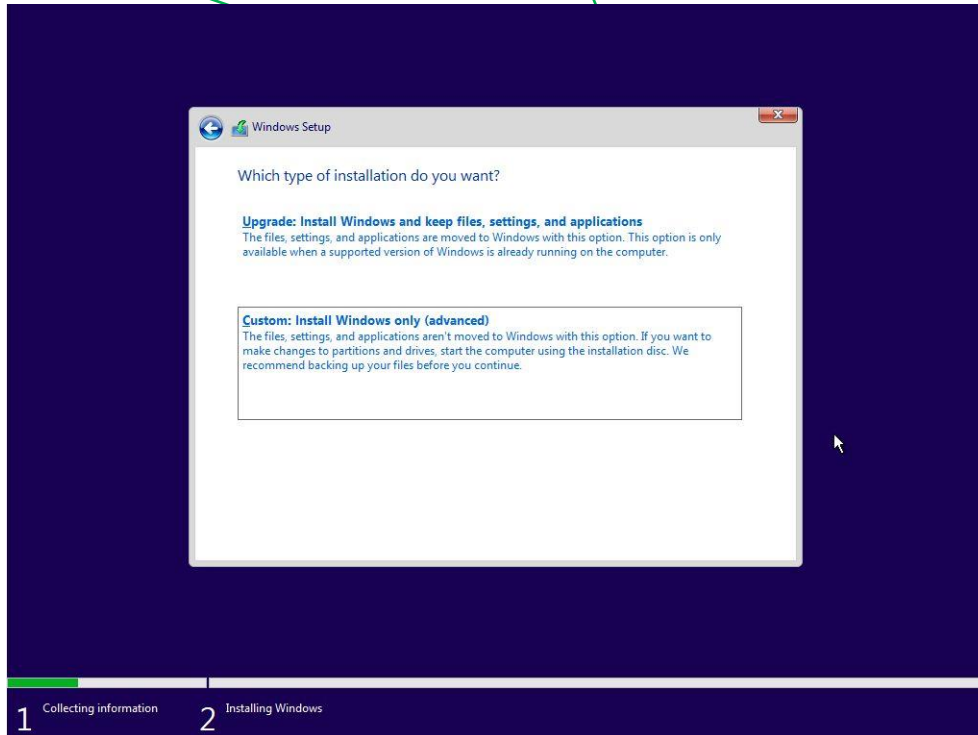 Windows Setup
Which type of installation do you want?
Upgrade: Install Windows and keep files, settings, and applications
The files, settings, and applications are moved to Windows with this option. This option is only
available when a supported version of Windows is already running on the computer.
Custom: Install Windows only (advanced)
The files, settings, and applications aren't moved to Windows with this option. If you want to
make changes to partitions and drives, start the computer using the installation disc. We
recommend backing up your files before you continue.
1 Collecting information 2 Installing Windows